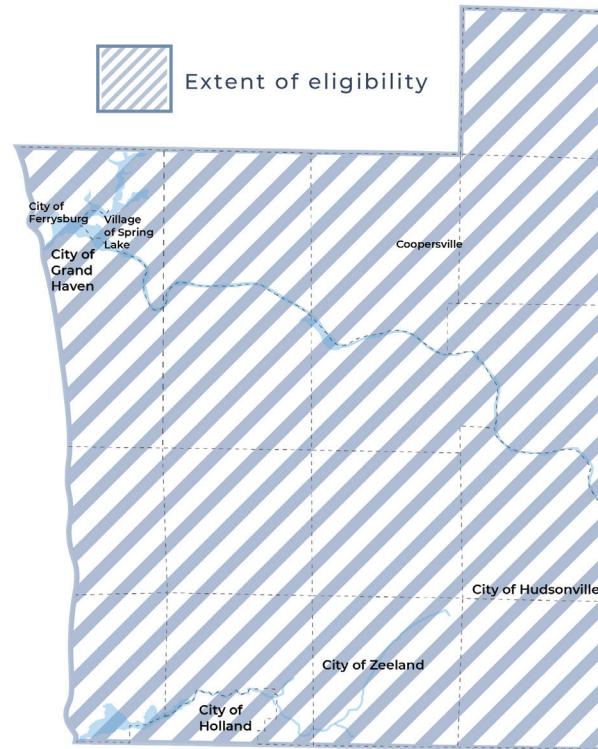 Extent of eligibility
City of
Ferrysburg
Village
of Spring
Lake
City of
Grand
Haven
Coopersville
City of Hudsonville
City of Zeeland
City of
Holland